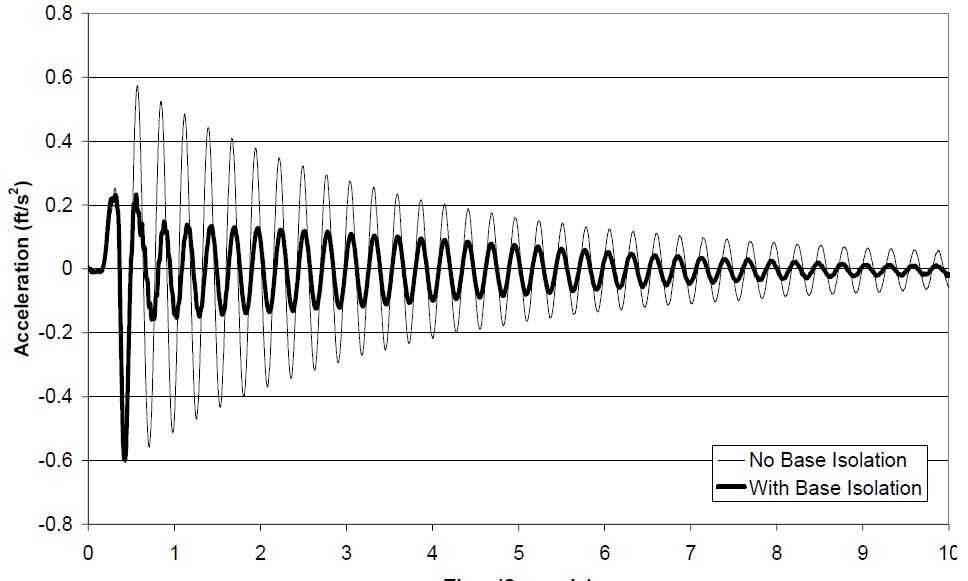 0.8
0.6
0.4
0.2
0
-0.2
-0.4
-0.6
-0.8
Acceleration (ft/s²)
No Base Isolation
With Base Isolation
0 1 2 3 4 5 6 7 8 9 10